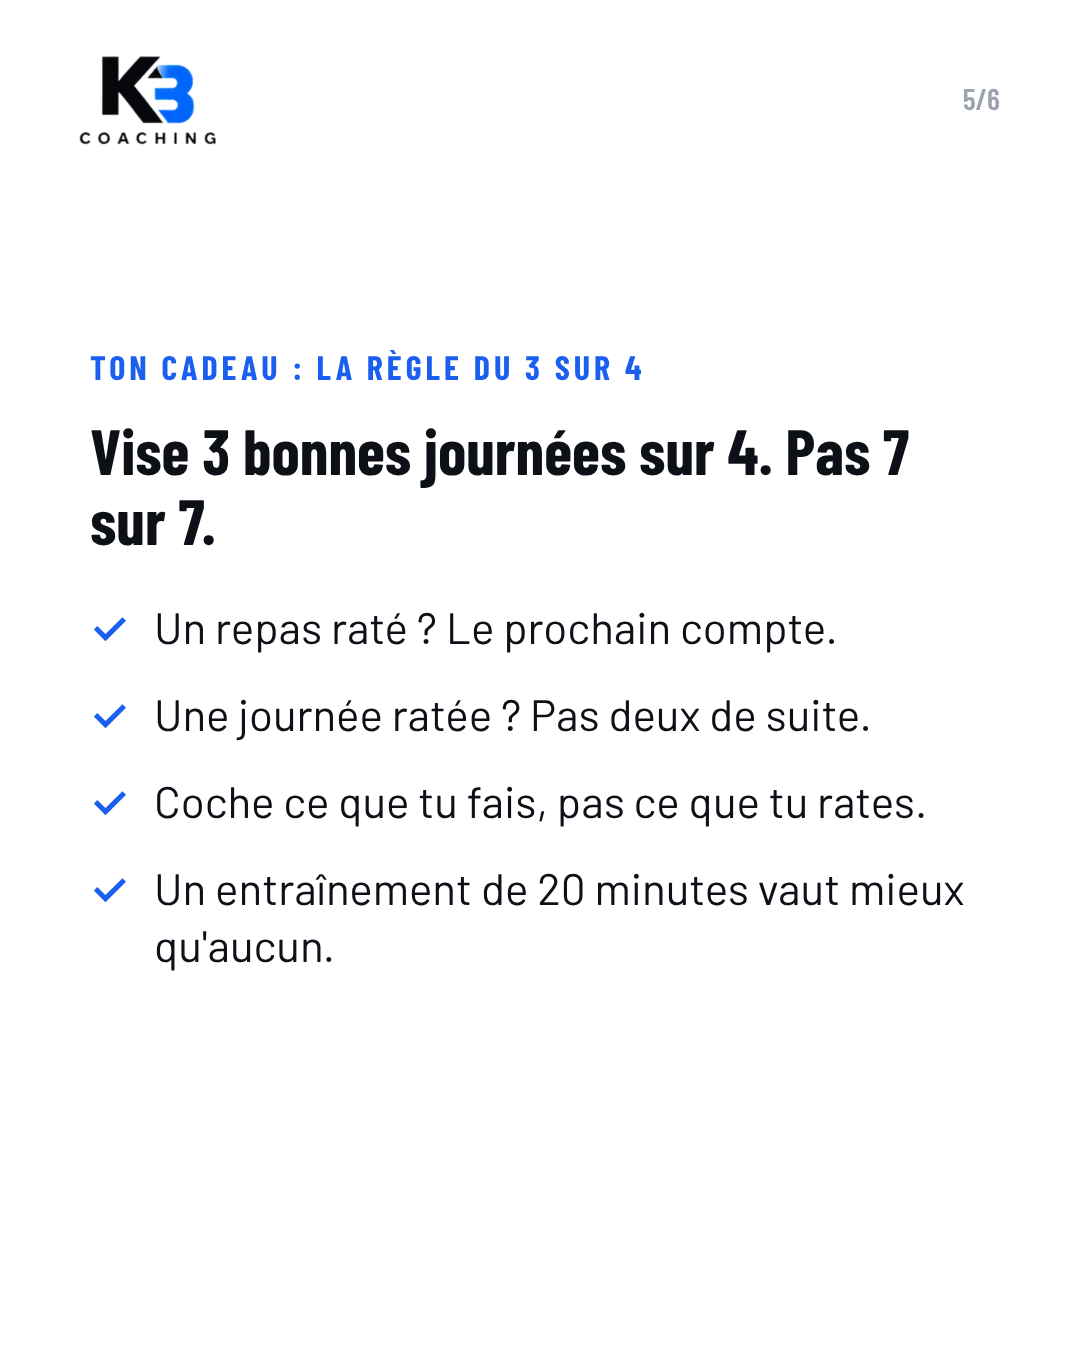 K3
COACHING
5/6
TON CADEAU : LA RÈGLE DU 3 SUR 4
Vise 3 bonnes journées sur 4. Pas 7
sur 7.
Un repas raté ? Le prochain compte.
Une journée ratée ? Pas deux de suite.
Coche ce que tu fais, pas ce que tu rates.
Un entraînement de 20 minutes vaut mieux
qu'aucun.